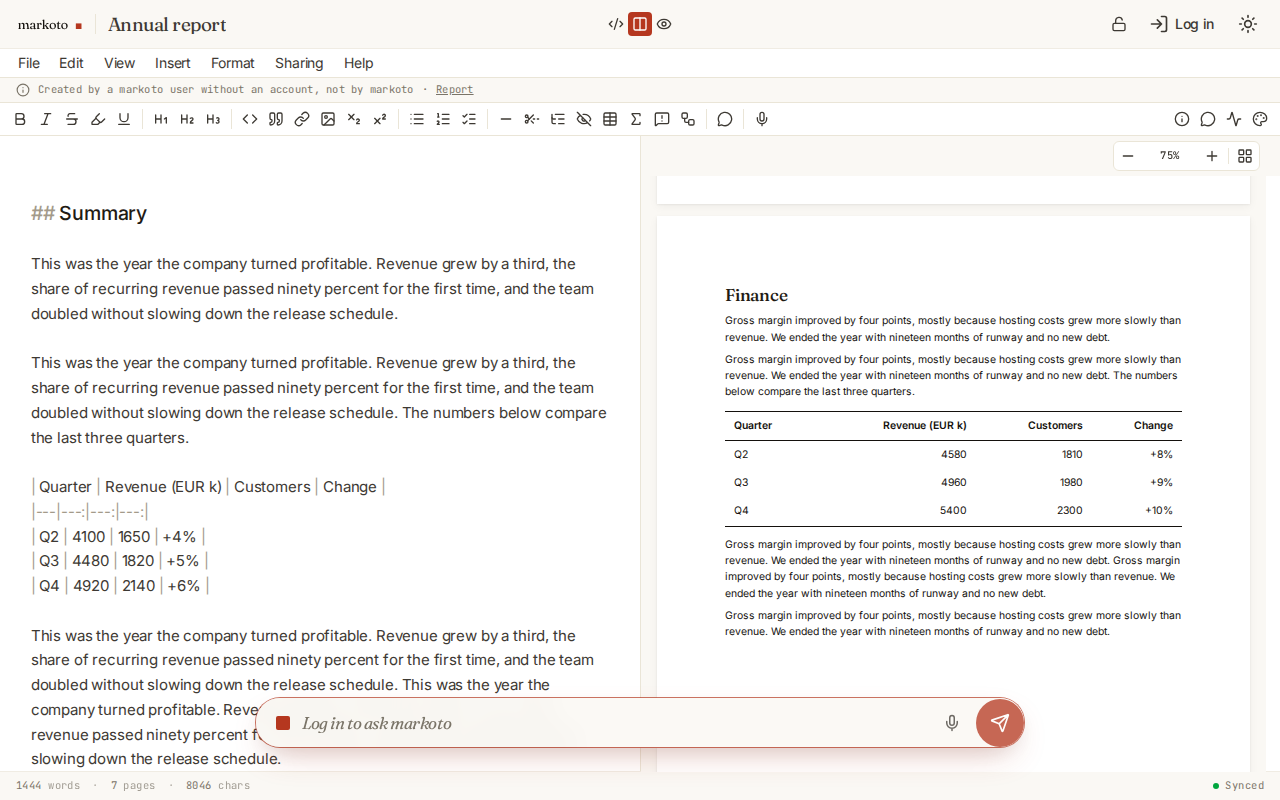 markoto
Annual report
Log in
File Edit View Insert Format Sharing Help
Created by a markoto user without an account, not by markoto · Report
H1 H2 H3
75%
## Summary
This was the year the company turned profitable. Revenue grew by a third, the
share of recurring revenue passed ninety percent for the first time, and the team
doubled without slowing down the release schedule.
This was the year the company turned profitable. Revenue grew by a third, the
share of recurring revenue passed ninety percent for the first time, and the team
doubled without slowing down the release schedule. The numbers below compare
the last three quarters.
| Quarter | Revenue (EUR k) | Customers | Change |
|---|---:|---:|---:|
| Q2 | 4100 | 1650 | +4% |
| Q3 | 4480 | 1820 | +5% |
| Q4 | 4920 | 2140 | +6% |
This was the year the company turned profitable. Revenue grew by a third, the
share of recurring revenue passed ninety percent for the first time, and the team
doubled without slowing down the release schedule. This was the year the
company turned profitable.
revenue passed ninety percent
slowing down the release schedule.
Finance
Gross margin improved by four points, mostly because hosting costs grew more slowly than
revenue. We ended the year with nineteen months of runway and no new debt.
Gross margin improved by four points, mostly because hosting costs grew more slowly than
revenue. We ended the year with nineteen months of runway and no new debt. The numbers
below compare the last three quarters.
Quarter Revenue (EUR k) Customers Change
Q2 4580 1810 +8%
Q3 4960 1980 +9%
Q4 5400 2300 +10%
Gross margin improved by four points, mostly because hosting costs grew more slowly than
revenue. We ended the year with nineteen months of runway and no new debt. Gross margin
improved by four points, mostly because hosting costs grew more slowly than revenue. We
ended the year with nineteen months of runway and no new debt.
Gross margin improved by four points, mostly because hosting costs grew more slowly than
revenue. We ended the year with nineteen months of runway and no new debt.
Log in to ask markoto
1444 words · 7 pages · 8046 chars
Synced